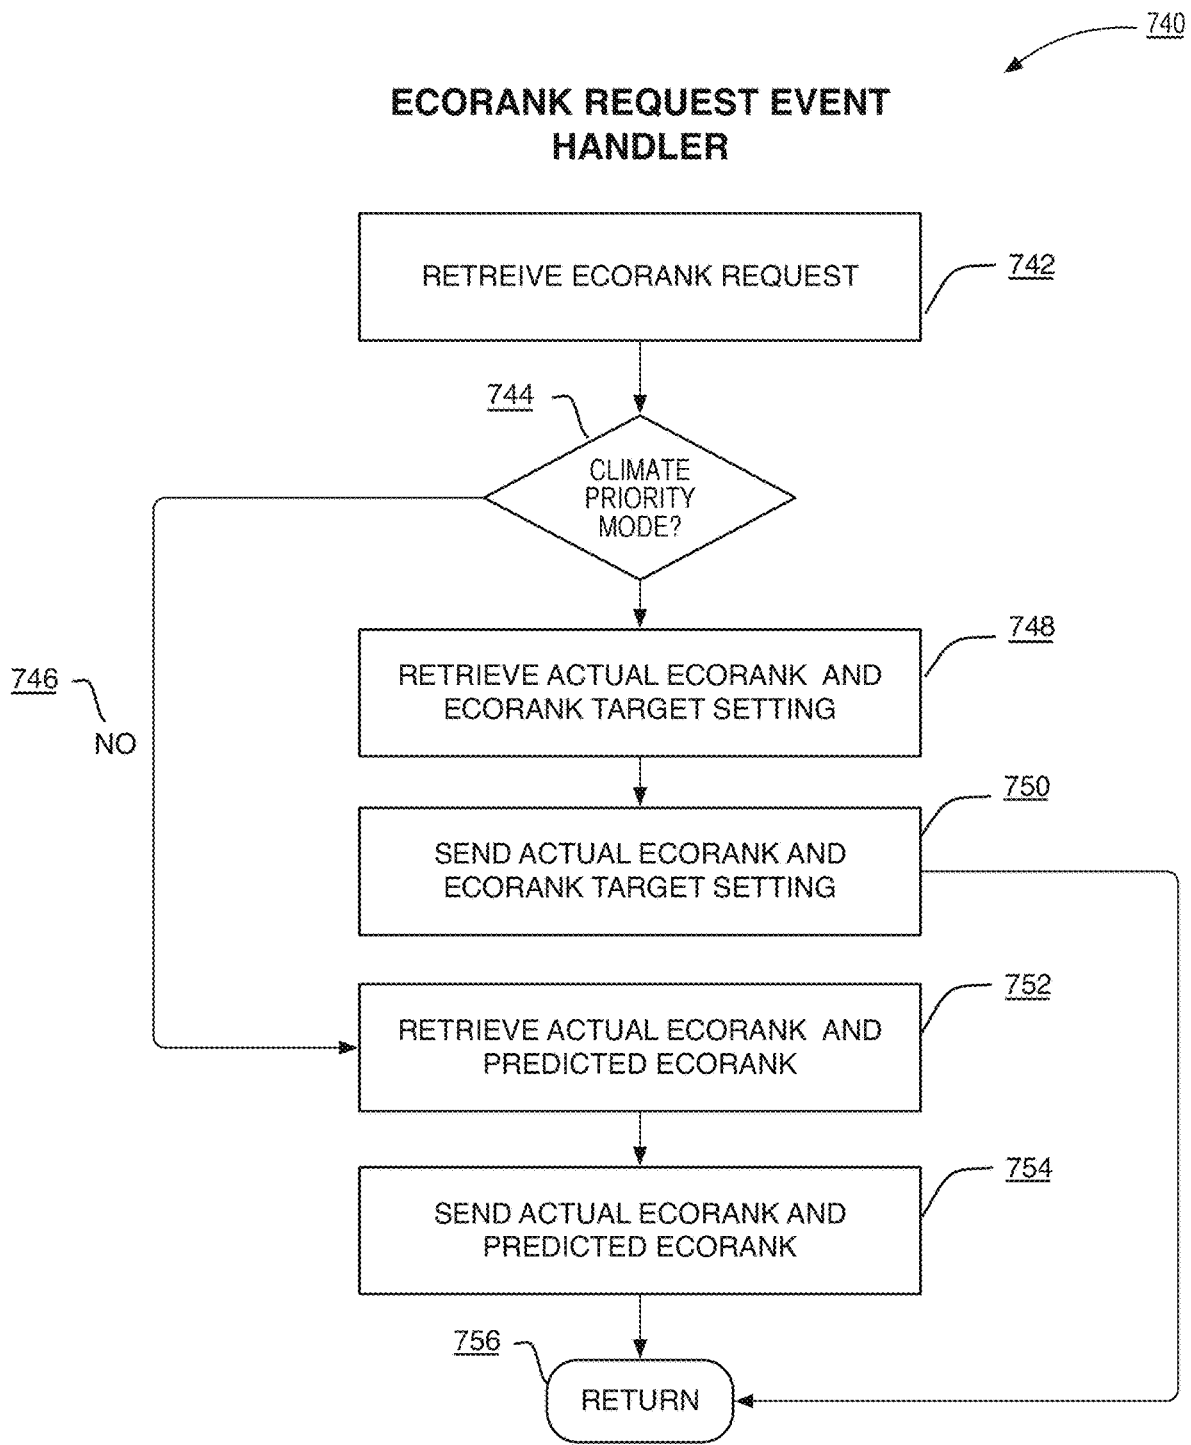 740
ECORANK REQUEST EVENT
HANDLER
RETREIVE ECORANK REQUEST
742
744
CLIMATE
PRIORITY
MODE?
748
RETRIEVE ACTUAL ECORANK AND
ECORANK TARGET SETTING
746
NO
750
SEND ACTUAL ECORANK AND
ECORANK TARGET SETTING
752
RETRIEVE ACTUAL ECORANK AND
PREDICTED ECORANK
754
SEND ACTUAL ECORANK AND
PREDICTED ECORANK
756
RETURN